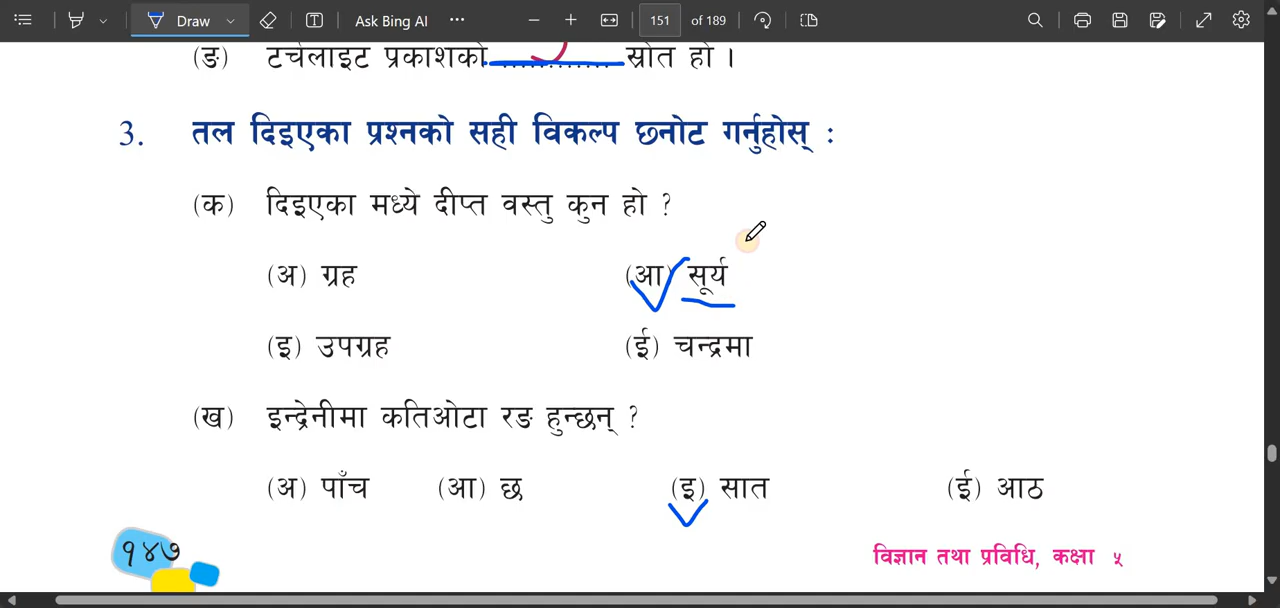 Draw
Ask Bing AI
151 of 189
(ङ) टर्चलाइट प्रकाशको ............. स्रोत हो ।
3. तल दिइएका प्रश्नको सही विकल्प छनोट गर्नुहोस् :
(क) दिइएका मध्ये दीप्त वस्तु कुन हो ?
(अ) ग्रह (आ) सूर्य
(इ) उपग्रह (ई) चन्द्रमा
(ख) इन्द्रेनीमा कतिओटा रङ हुन्छन् ?
(अ) पाँच (आ) छ (इ) सात (ई) आठ
१४७
विज्ञान तथा प्रविधि, कक्षा ५